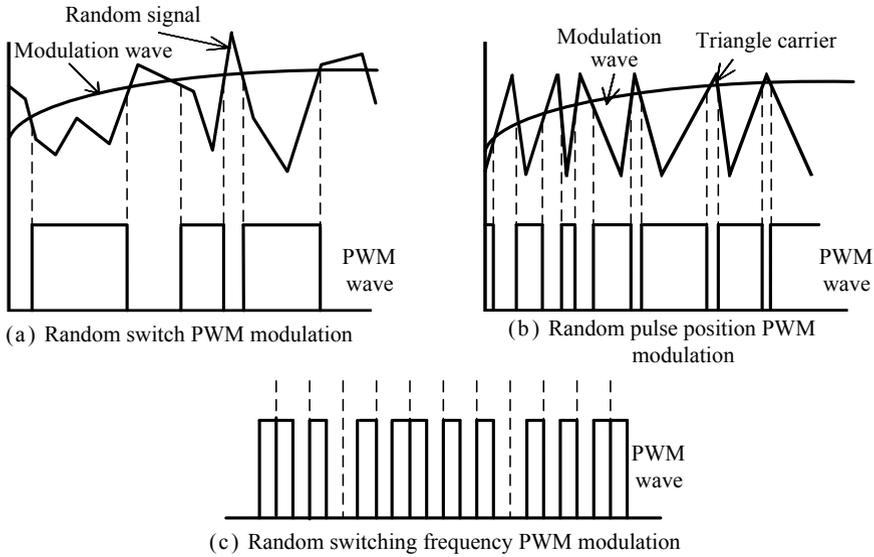 Random signal
Modulation wave
PWM
wave
(a) Random switch PWM modulation
Modulation
wave
Triangle carrier
PWM
wave
(b) Random pulse position PWM
modulation
PWM
wave
(c) Random switching frequency PWM modulation